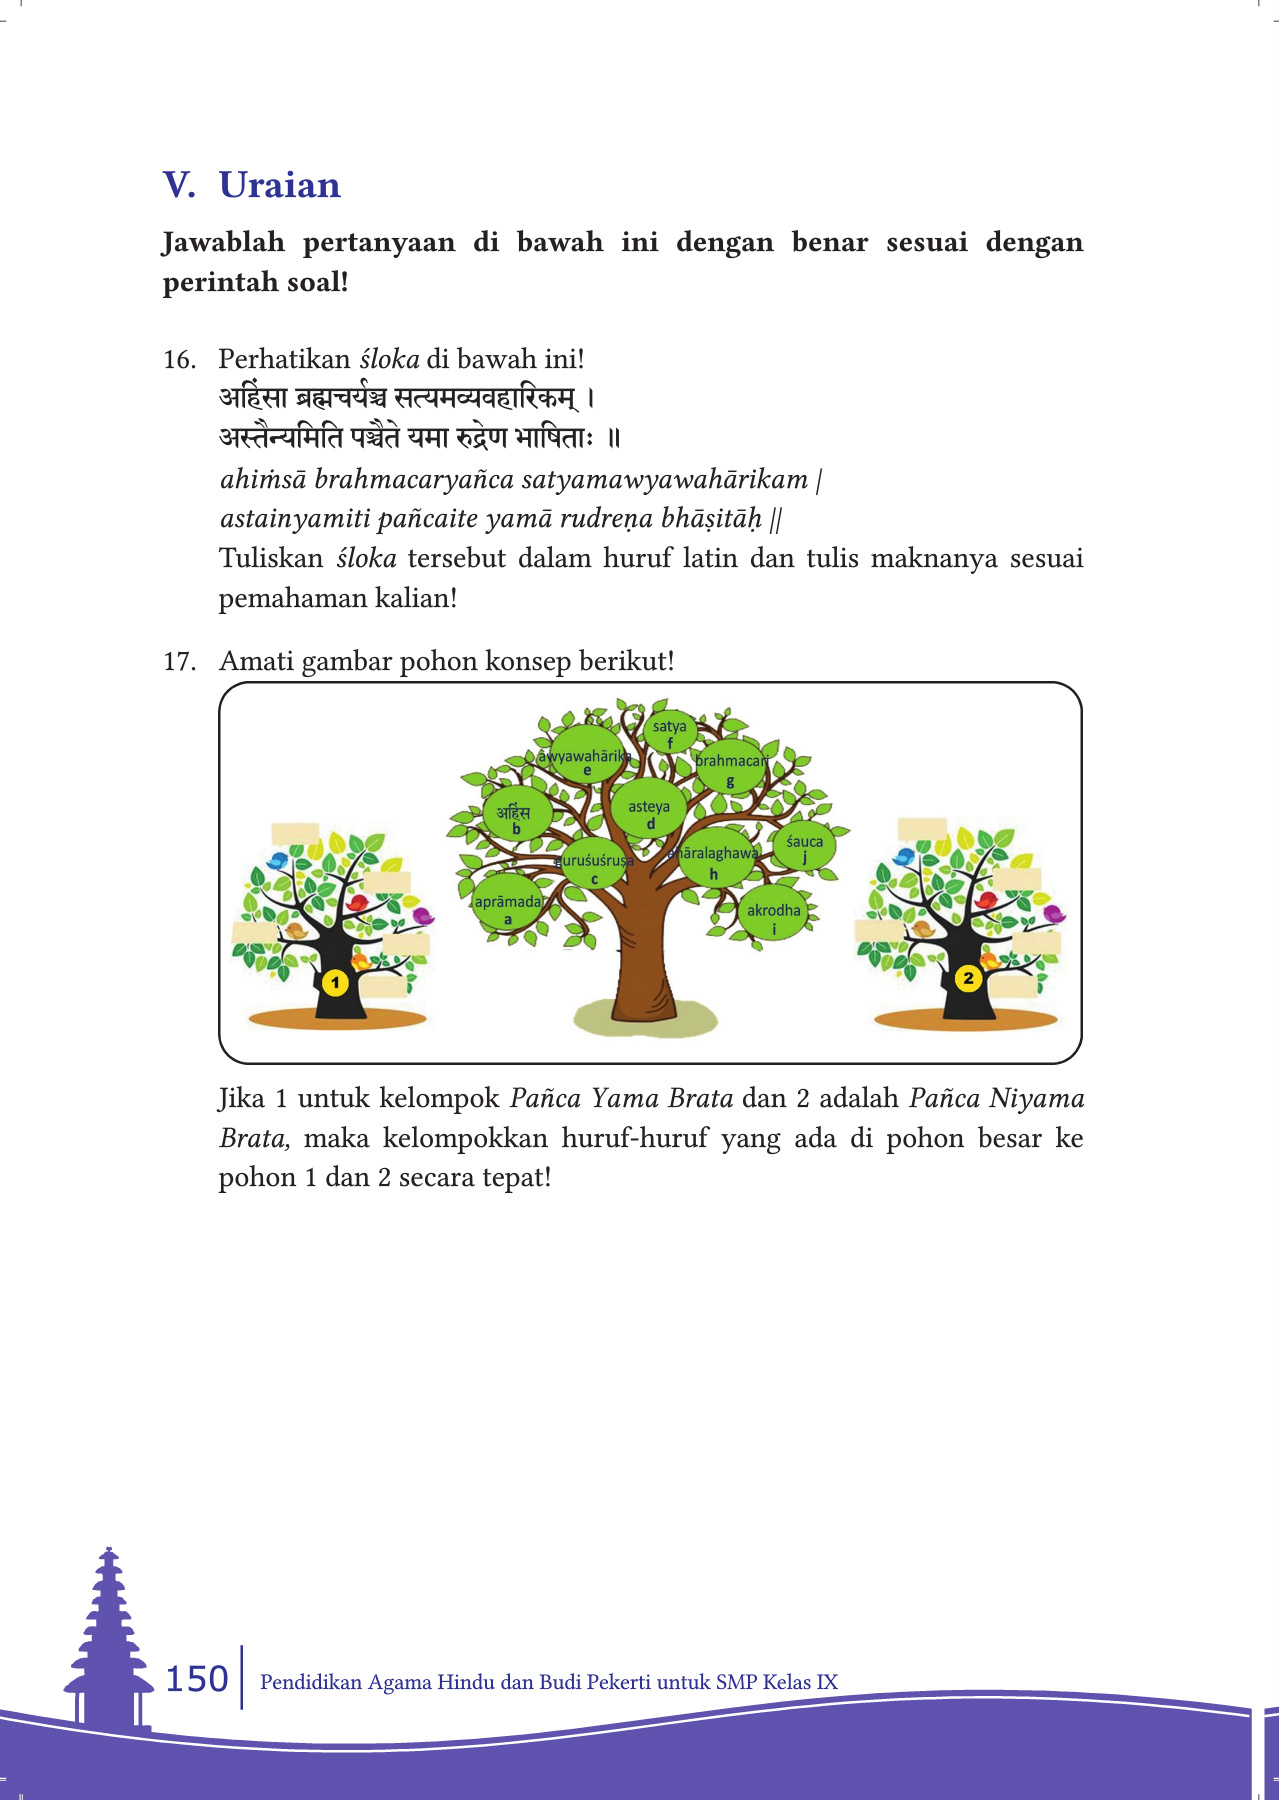 V. Uraian
Jawablah pertanyaan di bawah ini dengan benar sesuai dengan
perintah soal!
16. Perhatikan śloka di bawah ini!
अहिंसा ब्रह्मचर्यञ्च सत्यमव्यवहारिकम् ।
अस्तैन्यमिति पञ्चैते यमा रुद्रेण भाषिताः ॥
ahiṁsā brahmacaryañca satyamawyawahārikam |
astainyamiti pañcaite yamā rudreṇa bhāṣitāḥ ||
Tuliskan śloka tersebut dalam huruf latin dan tulis maknanya sesuai
pemahaman kalian!
17. Amati gambar pohon konsep berikut!
satya
f
awyawahārika
e
brahmacari
g
अहिंस
b
asteya
d
guruśuśruṣa
c
ahāralaghawa
h
śauca
j
aprāmada
a
akrodha
i
1
2
Jika 1 untuk kelompok Pañca Yama Brata dan 2 adalah Pañca Niyama
Brata, maka kelompokkan huruf-huruf yang ada di pohon besar ke
pohon 1 dan 2 secara tepat!
150
Pendidikan Agama Hindu dan Budi Pekerti untuk SMP Kelas IX